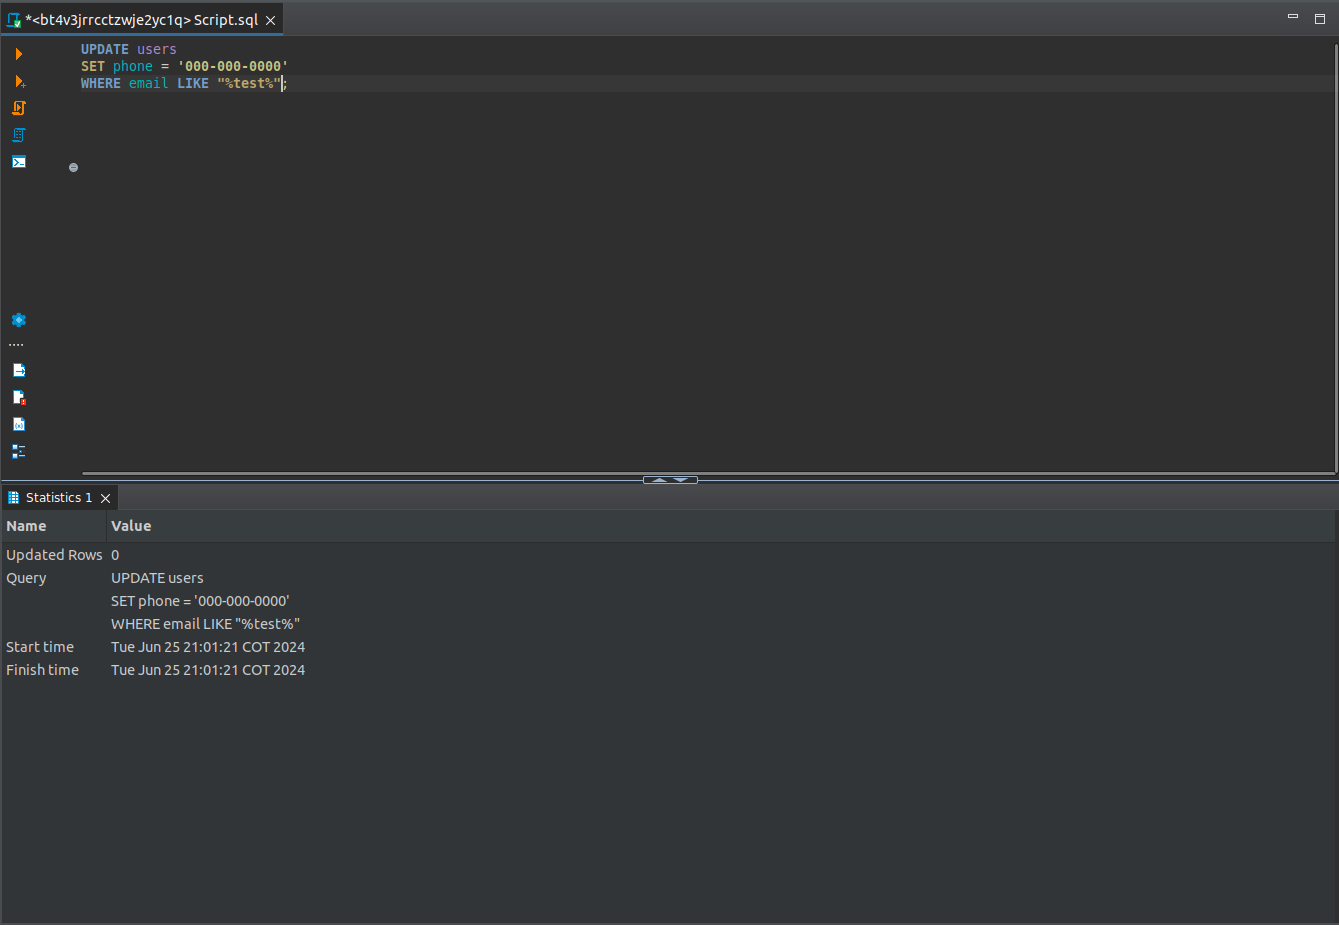 *<bt4v3jrrcctzwje2yc1q> Script.sql
UPDATE users
SET phone = '000-000-0000'
WHERE email LIKE "%test%";
Statistics 1
Name Value
Updated Rows 0
Query UPDATE users
SET phone = '000-000-0000'
WHERE email LIKE "%test%"
Start time Tue Jun 25 21:01:21 COT 2024
Finish time Tue Jun 25 21:01:21 COT 2024